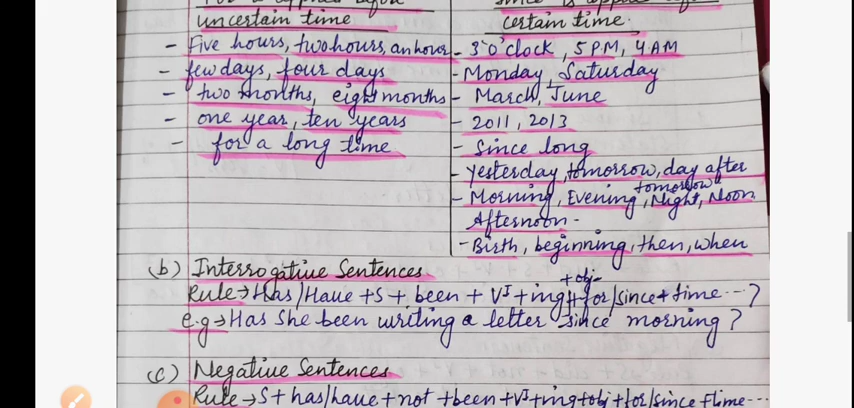 uncertain time
- Five hours, two hours, an hour
- few days, four days
- two months, eight months
- one year, ten years
- for a long time
certain time.
- 3'O'clock, 5 PM, 4 AM
- Monday, Saturday
- March, June
- 2011, 2013
- Since long
- Yesterday, tomorrow, day after
tomorrow
- Morning, Evening, Night, Noon
Afternoon -
- Birth, beginning, then, when
(b) Interrogative Sentences
+ obj-
Rule→ Has/Have + S + been + V¹ + ing + for/since + time ... ?
e.g→ Has She been writing a letter since morning ?
(c) Negative Sentences
Rule→ S + has/have + not + been + V¹ + ing + obj + for/since + time ...